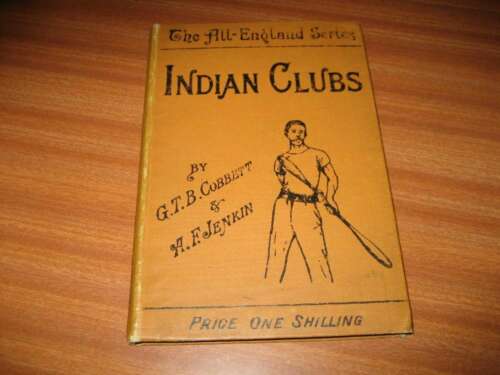 The All-England Series
INDIAN CLUBS
BY
G.T.B. COBBETT
&
A.F. JENKIN
PRICE ONE SHILLING